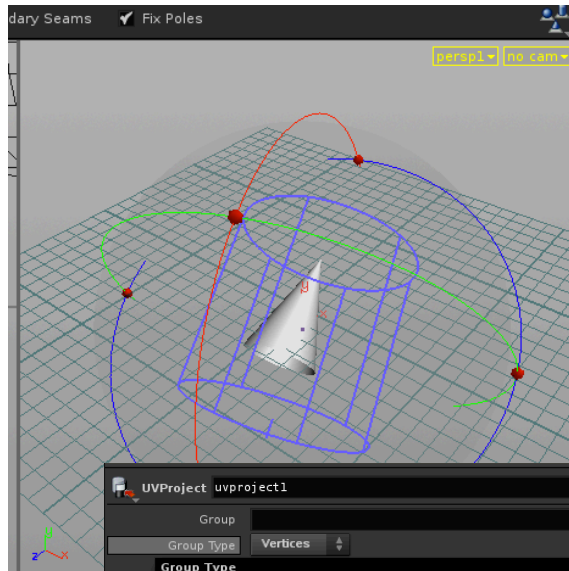 dary Seams Fix Poles
persp1 no cam
y
x
UVProject uvproject1
Group
Group Type Vertices
y
z x
Group Type